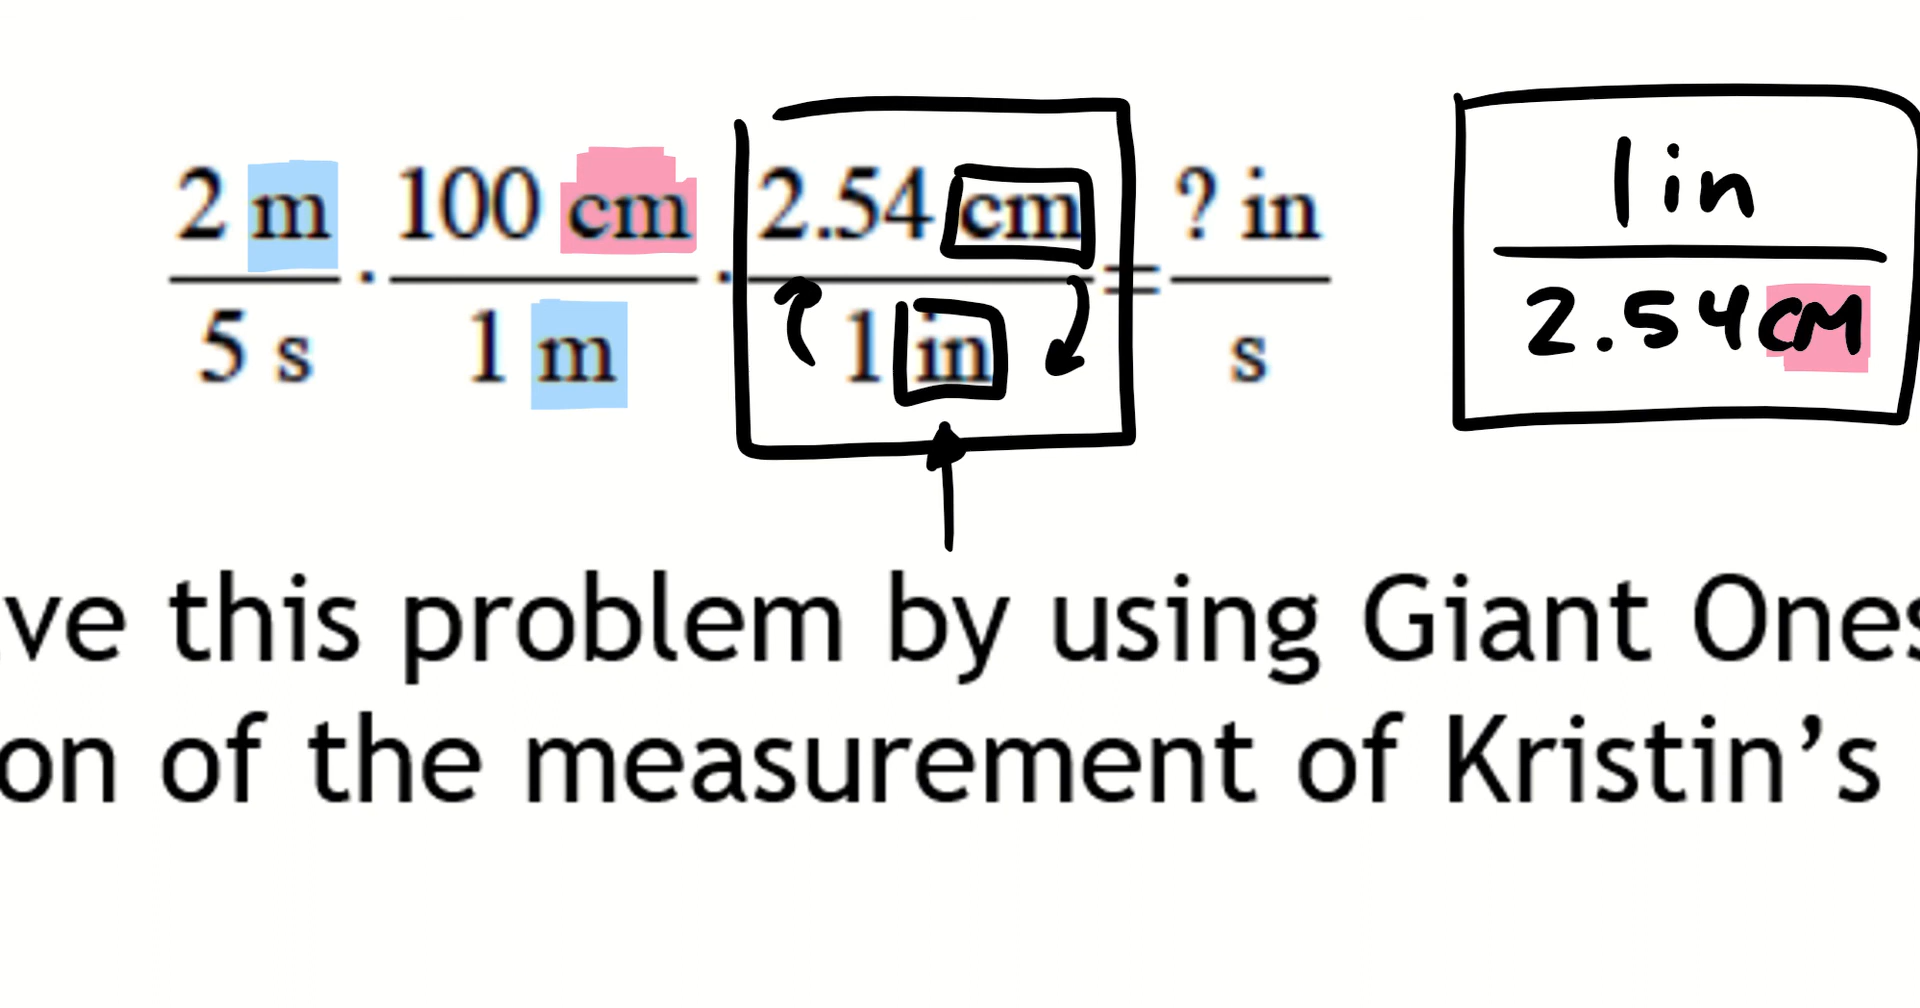 2 m / 5 s · 100 cm / 1 m · 2.54 cm / 1 in = ? in / s
1 in / 2.54 cM
ve this problem by using Giant Ones
on of the measurement of Kristin’s